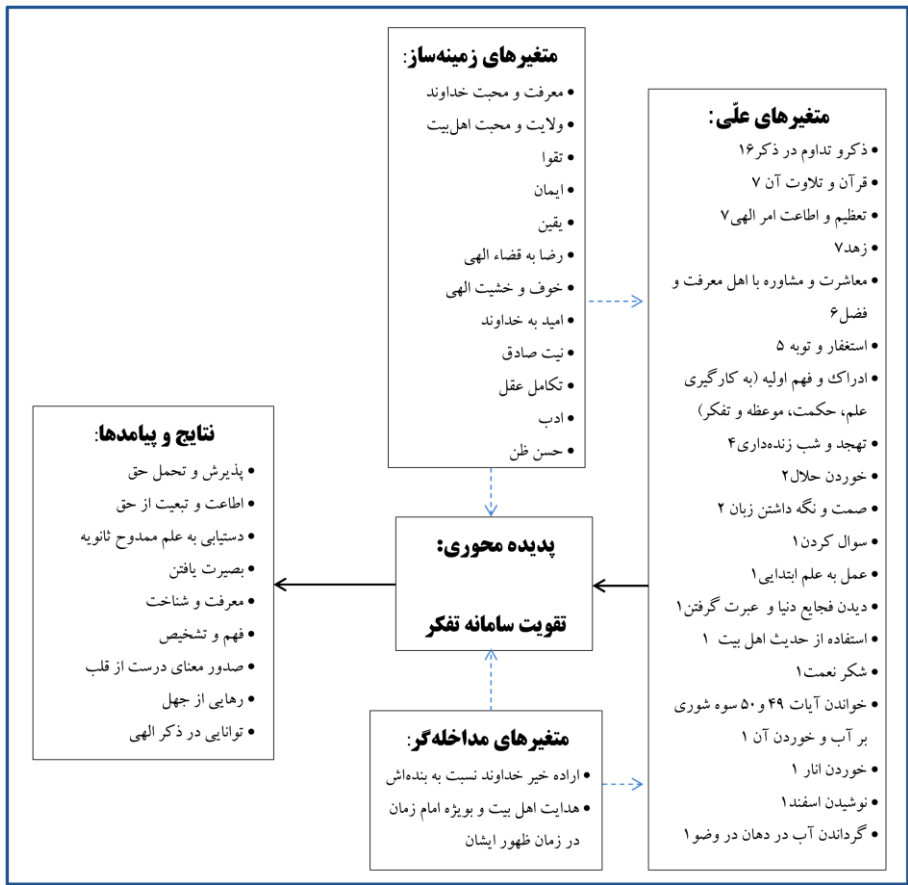 متغیرهای زمینه‌ساز:
• معرفت و محبت خداوند
• ولایت و محبت اهل‌بیت
• تقوا
• ایمان
• یقین
• رضا به قضاء الهی
• خوف و خشیت الهی
• امید به خداوند
• نیت صادق
• تکامل عقل
• ادب
• حسن ظن
متغیرهای علّی:
• ذکرو تداوم در ذکر۱۶
• قرآن و تلاوت آن ۷
• تعظیم و اطاعت امر الهی۷
• زهد۷
• معاشرت و مشاوره با اهل معرفت و
فضل۶
• استغفار و توبه ۵
• ادراک و فهم اولیه (به کارگیری
علم، حکمت، موعظه و تفکر)
• تهجد و شب زنده‌داری۴
• خوردن حلال۲
• صمت و نگه داشتن زبان ۲
• سوال کردن۱
• عمل به علم ابتدایی۱
• دیدن فجایع دنیا و عبرت گرفتن۱
• استفاده از حدیث اهل بیت ۱
• شکر نعمت۱
• خواندن آیات ۴۹ و ۵۰ سوه شوری
بر آب و خوردن آن ۱
• خوردن انار ۱
• نوشیدن اسفند۱
• گرداندن آب در دهان در وضو۱
پدیده محوری:
تقویت سامانه تفکر
متغیرهای مداخله‌گر:
• اراده خیر خداوند نسبت به بنده‌اش
• هدایت اهل بیت و بویژه امام زمان
در زمان ظهور ایشان
نتایج و پیامدها:
• پذیرش و تحمل حق
• اطاعت و تبعیت از حق
• دستیابی به علم ممدوح ثانویه
• بصیرت یافتن
• معرفت و شناخت
• فهم و تشخیص
• صدور معنای درست از قلب
• رهایی از جهل
• توانایی در ذکر الهی